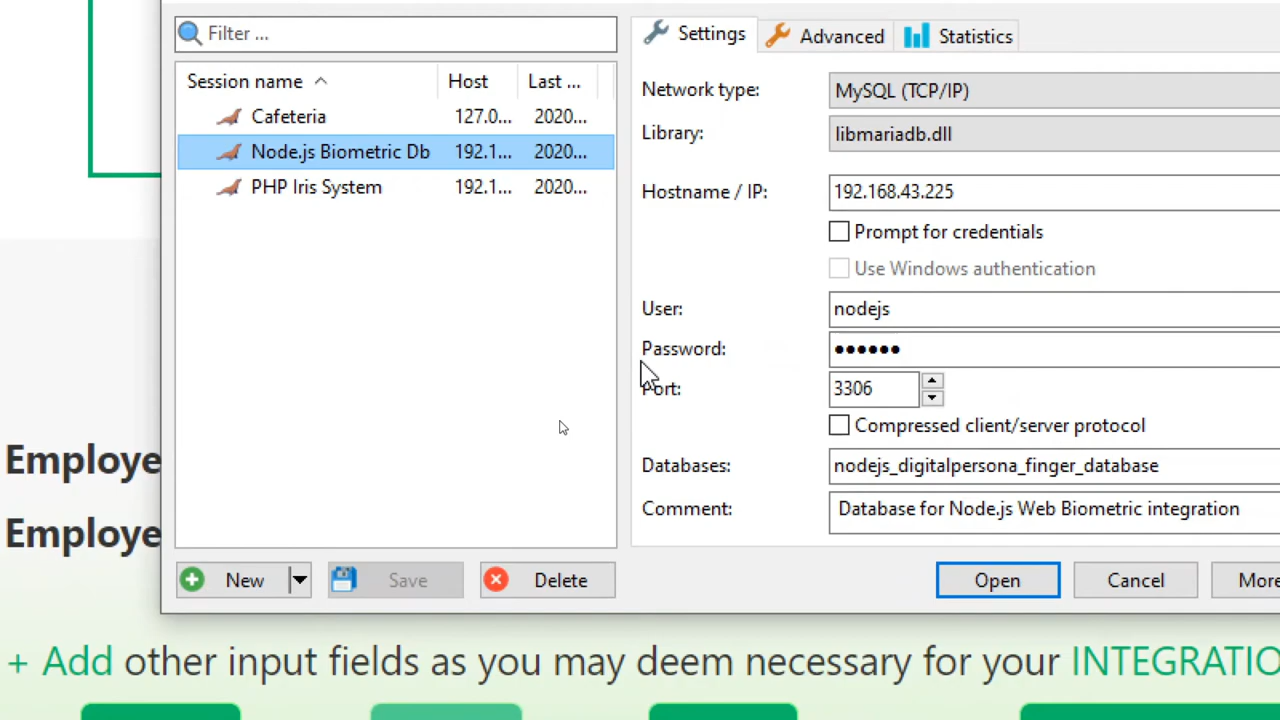 Filter ...
Session name Host Last ...
Cafeteria 127.0... 2020...
Node.js Biometric Db 192.1... 2020...
PHP Iris System 192.1... 2020...
New Save Delete
Settings Advanced Statistics
Network type: MySQL (TCP/IP)
Library: libmariadb.dll
Hostname / IP: 192.168.43.225
Prompt for credentials
Use Windows authentication
User: nodejs
Password: ●●●●●●
Port: 3306
Compressed client/server protocol
Databases: nodejs_digitalpersona_finger_database
Comment: Database for Node.js Web Biometric integration
Open Cancel More
Employe
Employe
+ Add other input fields as you may deem necessary for your INTEGRATIO